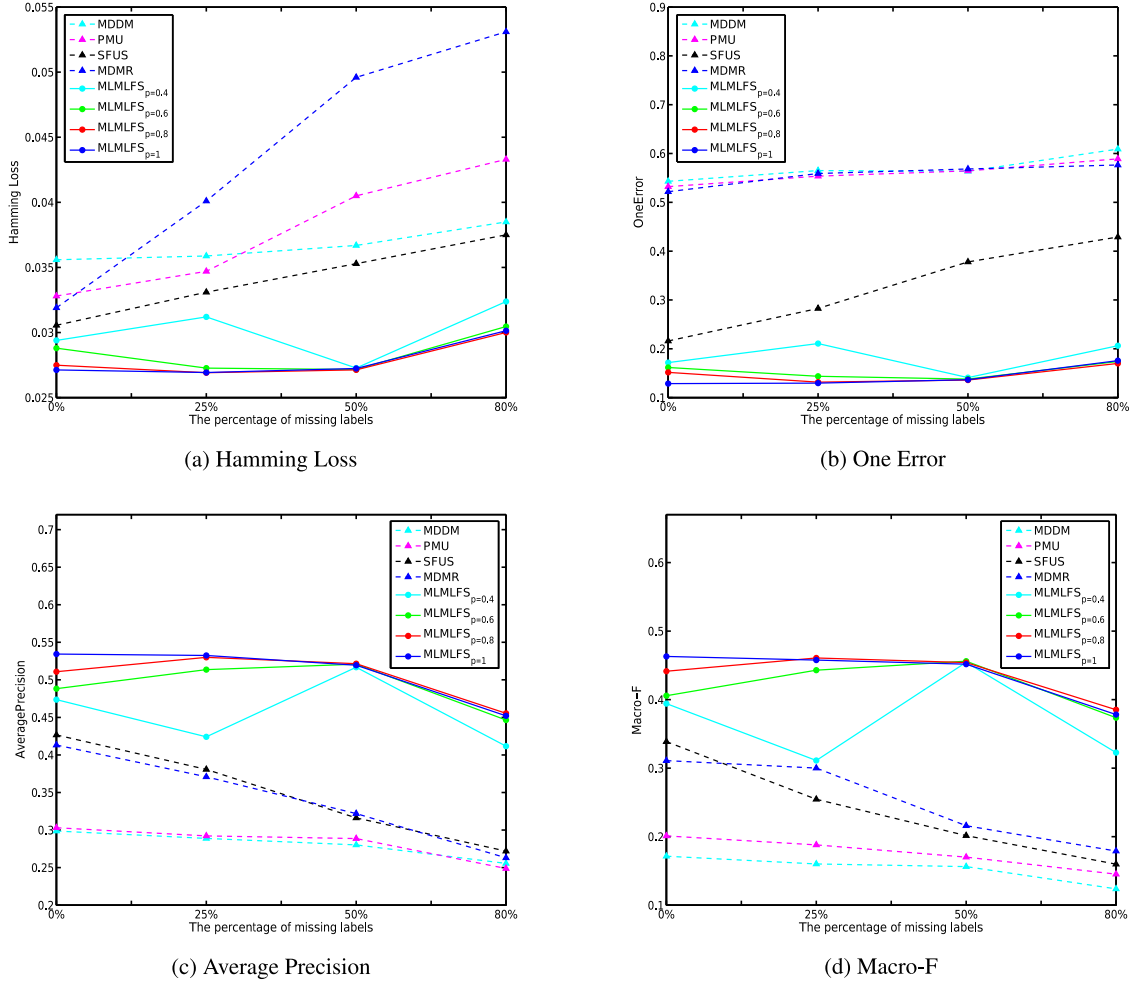 0.055
0.05
0.045
0.04
0.035
0.03
0.025
Hamming Loss
MDDM
PMU
SFUS
MDMR
MLMLFSp=0.4
MLMLFSp=0.6
MLMLFSp=0.8
MLMLFSp=1
0% 25% 50% 80%
The percentage of missing labels
(a) Hamming Loss
0.9
0.8
0.7
0.6
0.5
0.4
0.3
0.2
0.1
OneError
MDDM
PMU
SFUS
MDMR
MLMLFSp=0.4
MLMLFSp=0.6
MLMLFSp=0,8
MLMLFSp=1
0% 25% 50% 80%
The percentage of missing labels
(b) One Error
0.7
0.65
0.6
0.55
0.5
0.45
0.4
0.35
0.3
0.25
0.2
AveragePrecision
MDDM
PMU
SFUS
MDMR
MLMLFSp=0.4
MLMLFSp=0.6
MLMLFSp=0.8
MLMLFSp=1
0% 25% 50% 80%
The percentage of missing labels
(c) Average Precision
0.6
0.5
0.4
0.3
0.2
0.1
Macro-F
MDDM
PMU
SFUS
MDMR
MLMLFSp=0.4
MLMLFSp=0.6
MLMLFSp=0.8
MLMLFSp=1
0% 25% 50% 80%
The percentage of missing labels
(d) Macro-F